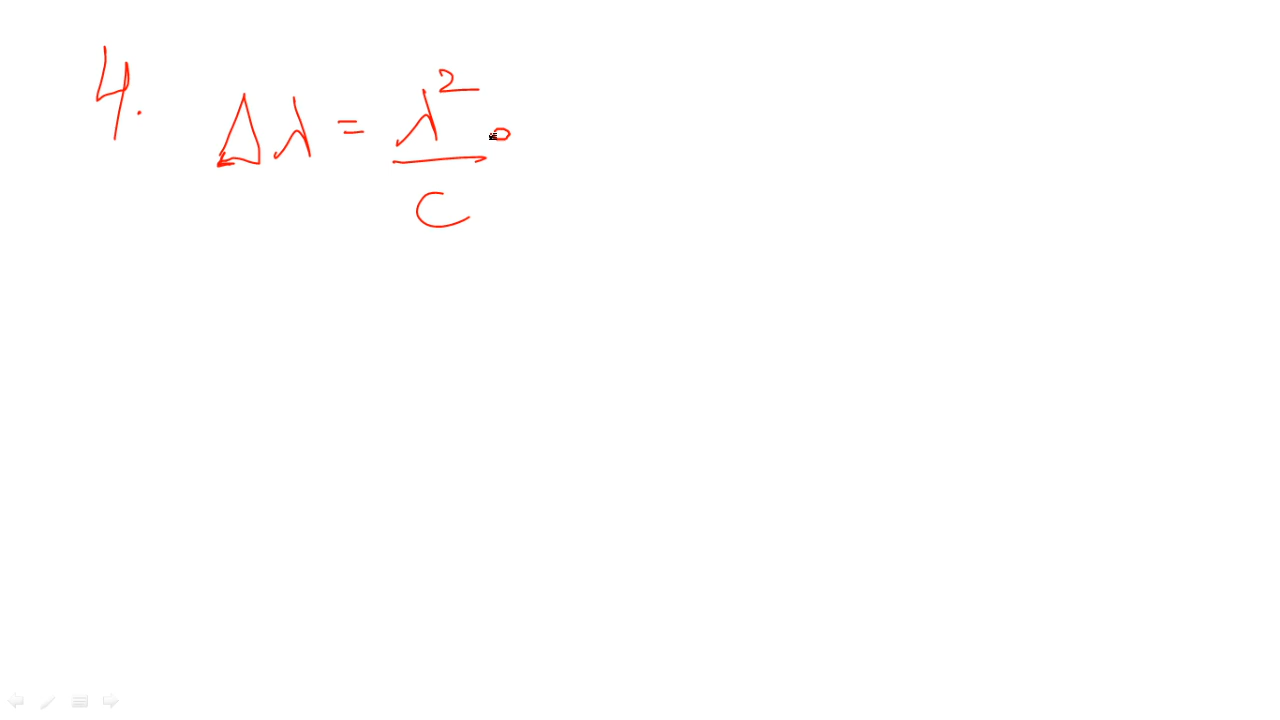 4. Δλ = λ²/c